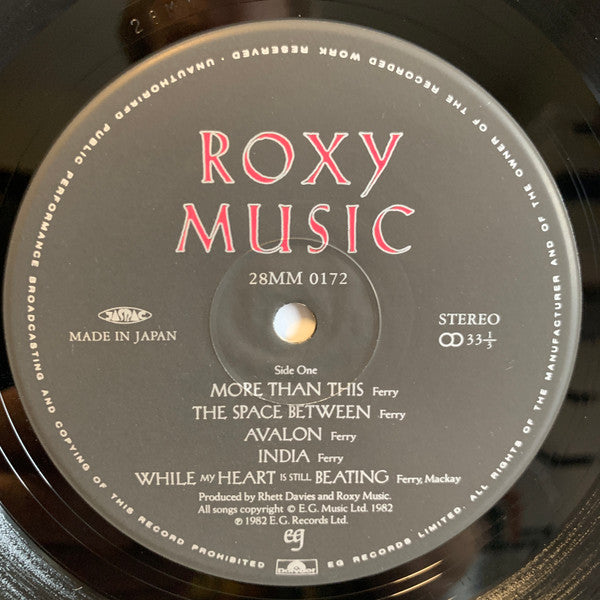 28MM
ALL RIGHTS OF THE MANUFACTURER AND OF THE OWNER OF THE RECORDED WORK RESERVED · UNAUTHORISED PUBLIC PERFORMANCE BROADCASTING AND COPYING OF THIS RECORD PROHIBITED
EG RECORDS LIMITED.
ROXY
MUSIC
28MM 0172
JASRAC
MADE IN JAPAN
STEREO
33⅓
Side One
MORE THAN THIS Ferry
THE SPACE BETWEEN Ferry
AVALON Ferry
INDIA Ferry
WHILE MY HEART IS STILL BEATING Ferry, Mackay
Produced by Rhett Davies and Roxy Music.
All songs copyright © E.G. Music Ltd. 1982
℗ 1982 E.G. Records Ltd.
eg
Polydor